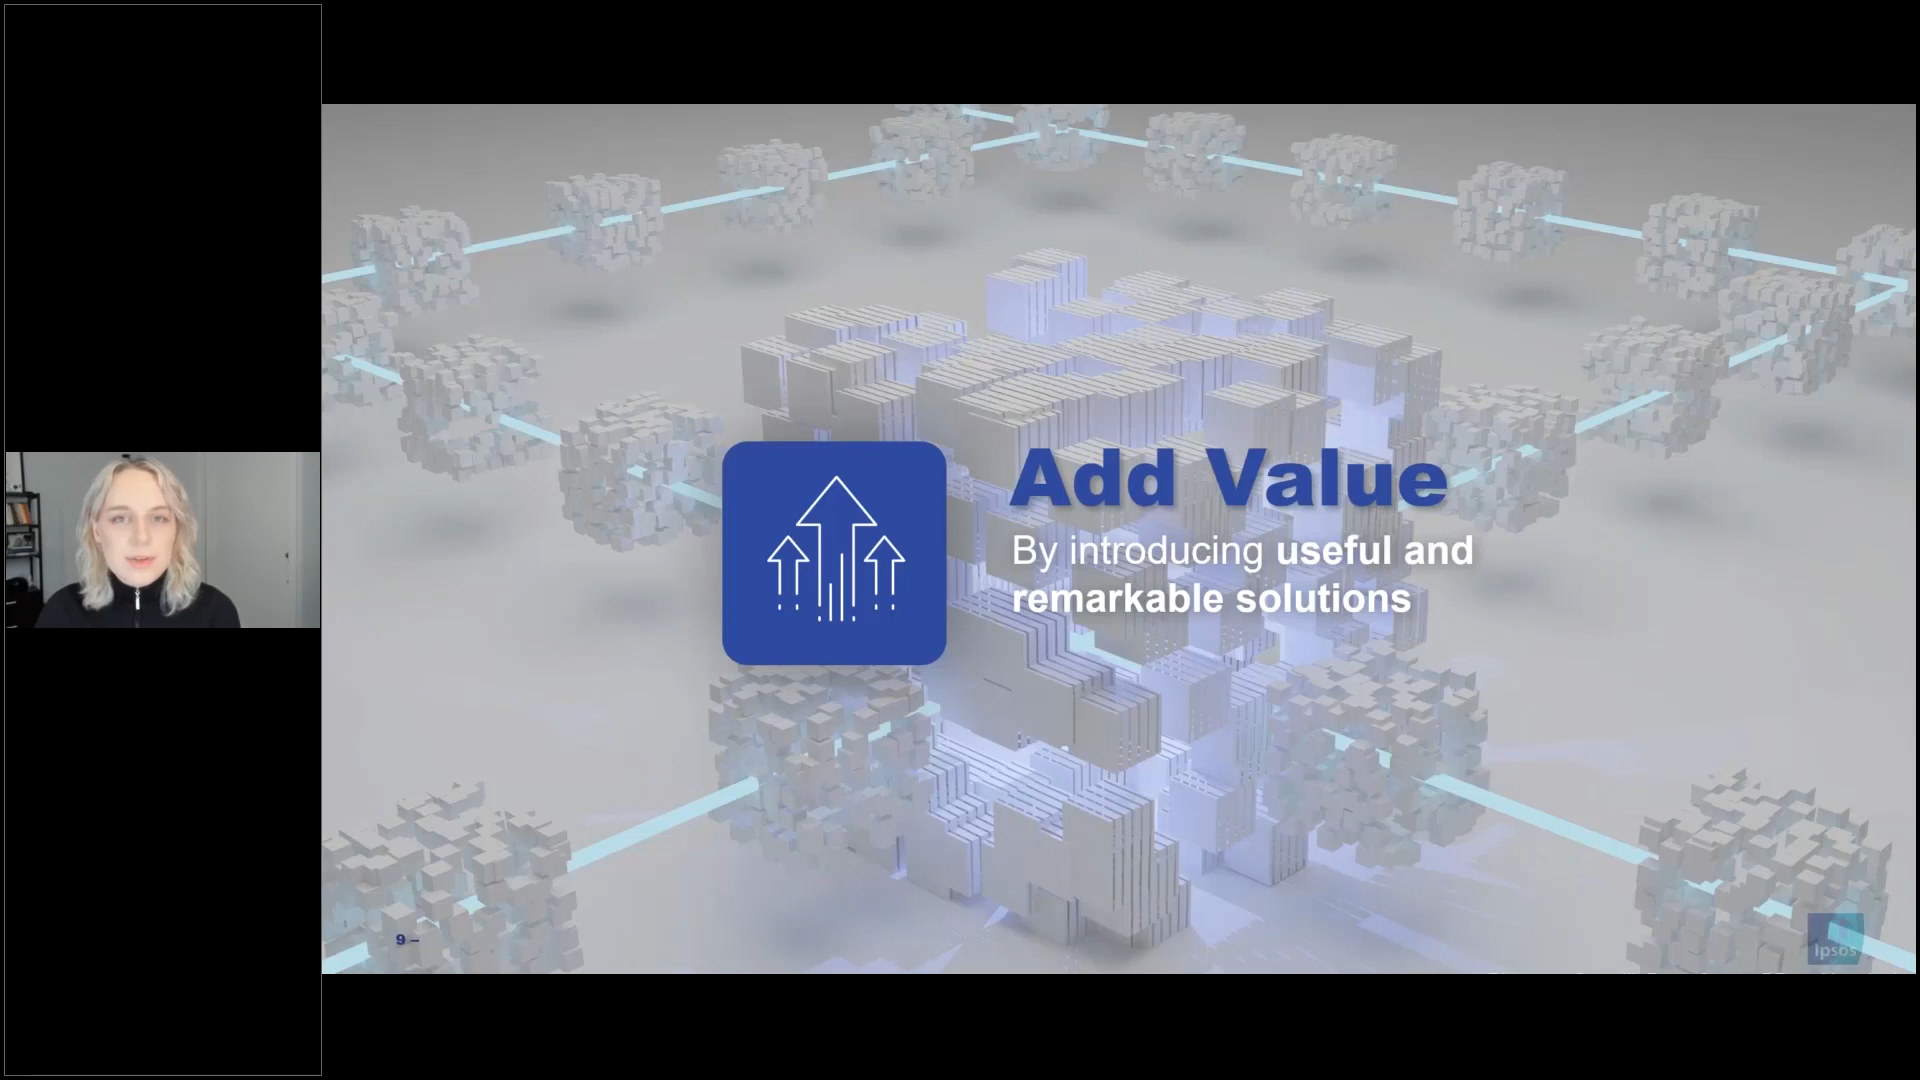 Add Value
By introducing useful and
remarkable solutions
9 –
Ipsos